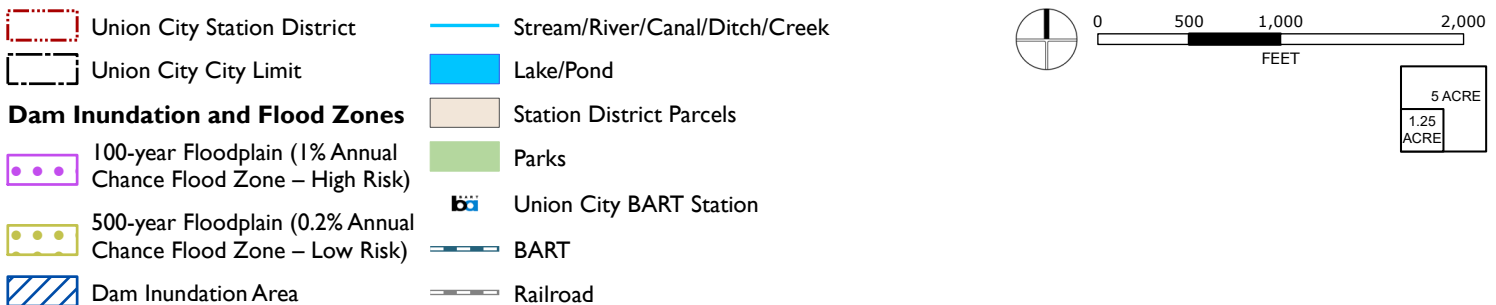 Union City Station District
Union City City Limit
Dam Inundation and Flood Zones
100-year Floodplain (1% Annual
Chance Flood Zone – High Risk)
500-year Floodplain (0.2% Annual
Chance Flood Zone – Low Risk)
Dam Inundation Area
Stream/River/Canal/Ditch/Creek
Lake/Pond
Station District Parcels
Parks
ba Union City BART Station
BART
Railroad
0 500 1,000 2,000
FEET
5 ACRE
1.25
ACRE